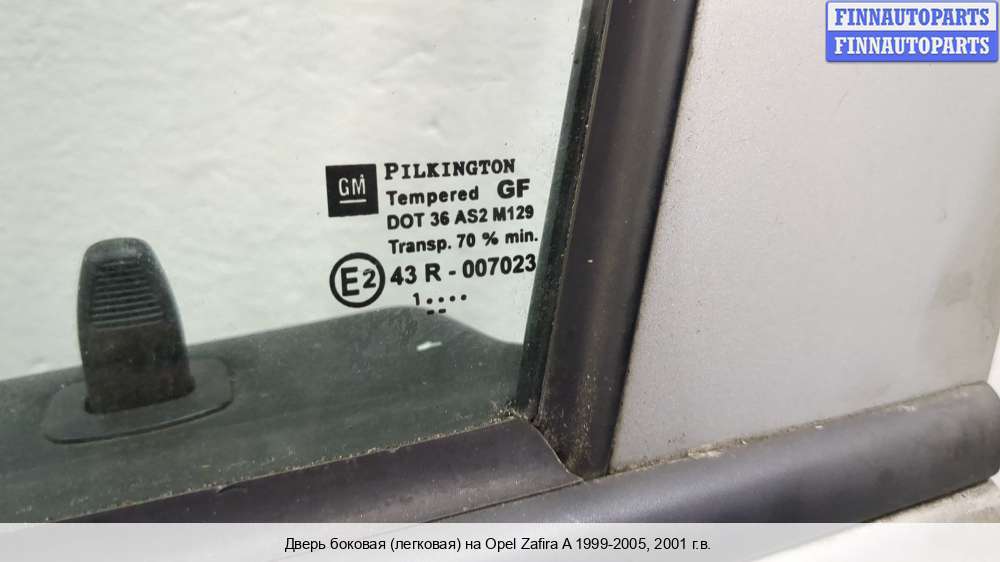 FINNAUTOPARTS
FINNAUTOPARTS
GM
PILKINGTON
Tempered GF
DOT 36 AS2 M129
Transp. 70 % min.
E2 43 R - 007023
1 ....
--
Дверь боковая (легковая) на Opel Zafira A 1999-2005, 2001 г.в.